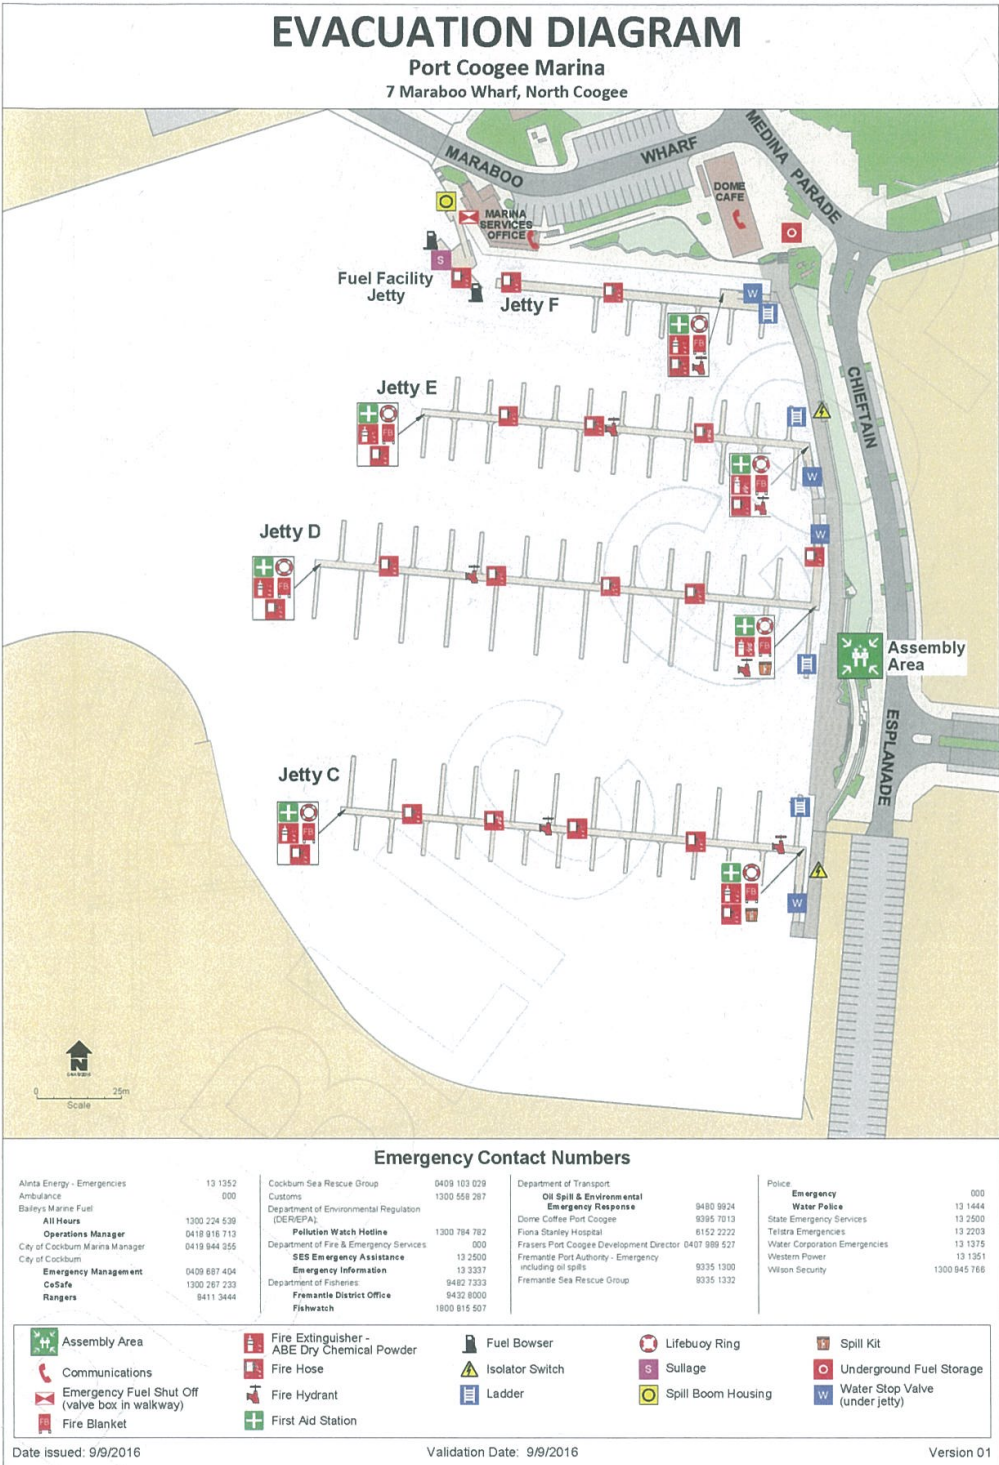 EVACUATION DIAGRAM
Port Coogee Marina
7 Maraboo Wharf, North Coogee
MARABOO
WHARF
MEDINA PARADE
DOME
CAFE
MARINA
SERVICES
OFFICE
Fuel Facility
Jetty
Jetty F
Jetty E
CHIEFTAIN
Jetty D
Assembly
Area
ESPLANADE
Jetty C
N
0 25m
Scale
Emergency Contact Numbers
Alinta Energy - Emergencies 13 1352
Ambulance 000
Baileys Marine Fuel
All Hours 1300 224 539
Operations Manager 0418 916 713
City of Cockburn Marina Manager 0419 944 355
City of Cockburn
Emergency Management 0409 687 404
CoSafe 1300 267 233
Rangers 9411 3444
Cockburn Sea Rescue Group 0409 103 029
Customs 1300 558 287
Department of Environmental Regulation
(DER/EPA),
Pollution Watch Hotline 1300 784 782
Department of Fire & Emergency Services 000
SES Emergency Assistance 13 2500
Emergency Information 13 3337
Department of Fisheries 9482 7333
Fremantle District Office 9432 8000
Fishwatch 1800 815 507
Department of Transport
Oil Spill & Environmental
Emergency Response 9480 9924
Dome Coffee Port Coogee 9395 7013
Fiona Stanley Hospital 6152 2222
Frasers Port Coogee Development Director 0407 989 527
Fremantle Port Authority - Emergency
including oil spills 9335 1300
Fremantle Sea Rescue Group 9335 1332
Police
Emergency 000
Water Police 13 1444
State Emergency Services 13 2500
Telstra Emergencies 13 2203
Water Corporation Emergencies 13 1375
Western Power 13 1351
Wilson Security 1300 945 766
Assembly Area
Communications
Emergency Fuel Shut Off
(valve box in walkway)
FB Fire Blanket
Fire Extinguisher -
ABE Dry Chemical Powder
Fire Hose
Fire Hydrant
First Aid Station
Fuel Bowser
Isolator Switch
Ladder
Lifebuoy Ring
S Sullage
Spill Boom Housing
Spill Kit
Underground Fuel Storage
W Water Stop Valve
(under jetty)
Date issued: 9/9/2016
Validation Date: 9/9/2016
Version 01